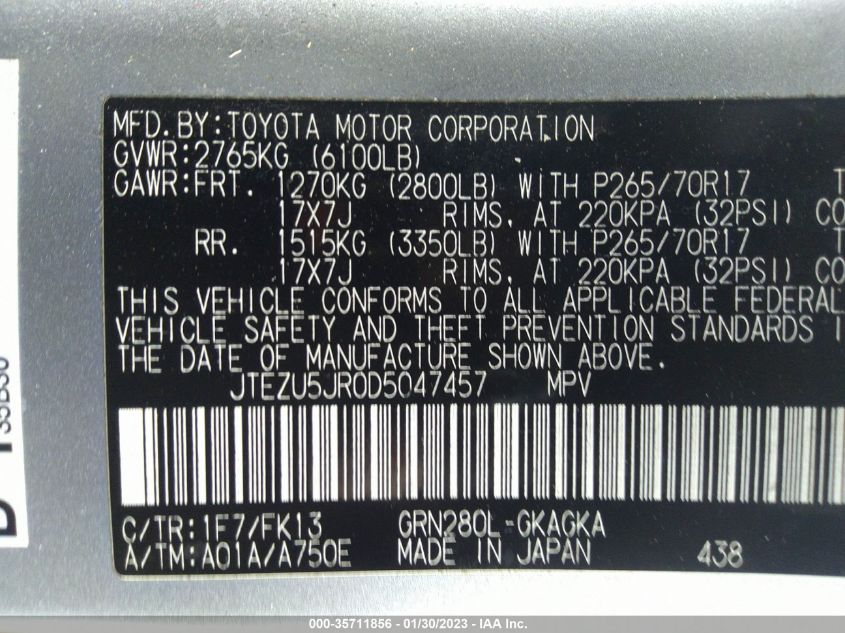 MFD.BY:TOYOTA MOTOR CORPORATION
GVWR:2765KG (6100LB)
GAWR:FRT. 1270KG (2800LB) WITH P265/70R17 T
17X7J RIMS, AT 220KPA (32PSI) CO
RR. 1515KG (3350LB) WITH P265/70R17 T
17X7J RIMS, AT 220KPA (32PSI) CO
THIS VEHICLE CONFORMS TO ALL APPLICABLE FEDERAL
VEHICLE SAFETY AND THEFT PREVENTION STANDARDS I
THE DATE OF MANUFACTURE SHOWN ABOVE.
JTEZU5JR0D5047457 MPV
C/TR:1F7/FK13 GRN280L-GKAGKA
A/TM:A01A/A750E MADE IN JAPAN 438
000-35711856 - 01/30/2023 - IAA Inc.